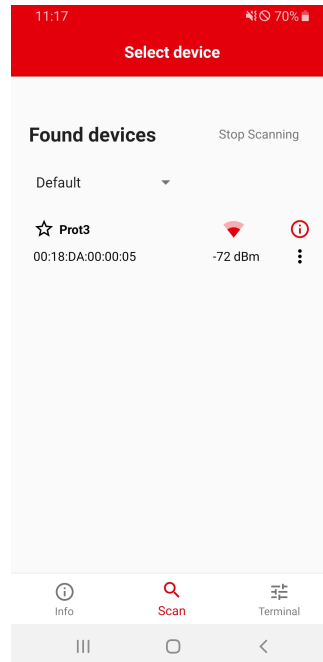 11:17 70%
Select device
Found devices Stop Scanning
Default
Prot3
00:18:DA:00:00:05 -72 dBm
Info Scan Terminal